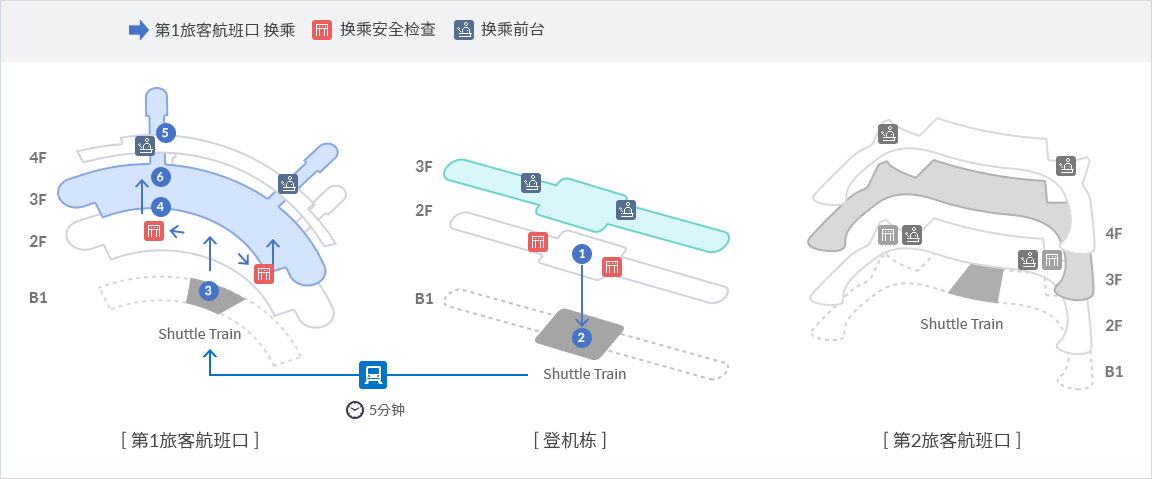 第1旅客航班口 换乘 换乘安全检查 换乘前台
4F
3F
2F
B1
5
6
4
3
Shuttle Train
3F
2F
B1
1
2
Shuttle Train
5分钟
4F
3F
2F
B1
Shuttle Train
[ 第1旅客航班口 ]
[ 登机栋 ]
[ 第2旅客航班口 ]